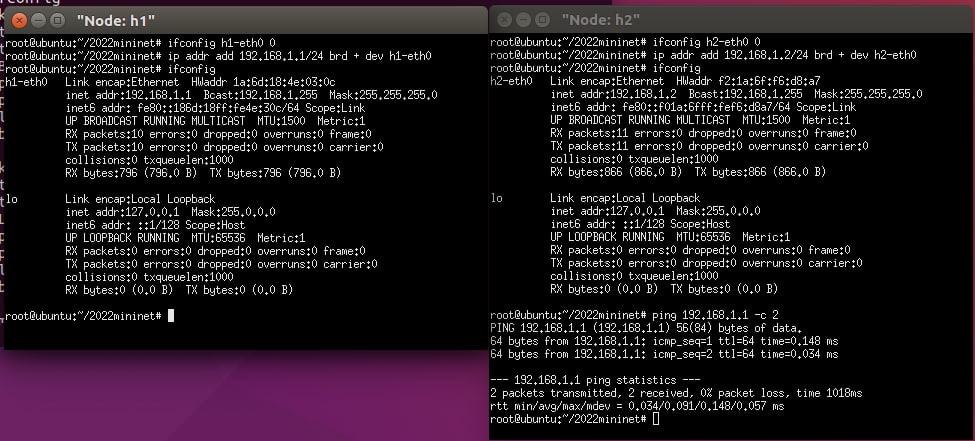 "Node: h1"
root@ubuntu:~/2022mininet# ifconfig h1-eth0 0
root@ubuntu:~/2022mininet# ip addr add 192.168.1.1/24 brd + dev h1-eth0
root@ubuntu:~/2022mininet# ifconfig
h1-eth0 Link encap:Ethernet HWaddr 1a:6d:18:4e:03:0c
inet addr:192.168.1.1 Bcast:192.168.1.255 Mask:255.255.255.0
inet6 addr: fe80::186d:18ff:fe4e:30c/64 Scope:Link
UP BROADCAST RUNNING MULTICAST MTU:1500 Metric:1
RX packets:10 errors:0 dropped:0 overruns:0 frame:0
TX packets:10 errors:0 dropped:0 overruns:0 carrier:0
collisions:0 txqueuelen:1000
RX bytes:796 (796.0 B) TX bytes:796 (796.0 B)
lo Link encap:Local Loopback
inet addr:127.0.0.1 Mask:255.0.0.0
inet6 addr: ::1/128 Scope:Host
UP LOOPBACK RUNNING MTU:65536 Metric:1
RX packets:0 errors:0 dropped:0 overruns:0 frame:0
TX packets:0 errors:0 dropped:0 overruns:0 carrier:0
collisions:0 txqueuelen:1000
RX bytes:0 (0.0 B) TX bytes:0 (0.0 B)
root@ubuntu:~/2022mininet#
"Node: h2"
root@ubuntu:~/2022mininet# ifconfig h2-eth0 0
root@ubuntu:~/2022mininet# ip addr add 192.168.1.2/24 brd + dev h2-eth0
root@ubuntu:~/2022mininet# ifconfig
h2-eth0 Link encap:Ethernet HWaddr f2:1a:6f:f6:d8:a7
inet addr:192.168.1.2 Bcast:192.168.1.255 Mask:255.255.255.0
inet6 addr: fe80::f01a:6fff:fef6:d8a7/64 Scope:Link
UP BROADCAST RUNNING MULTICAST MTU:1500 Metric:1
RX packets:11 errors:0 dropped:0 overruns:0 frame:0
TX packets:11 errors:0 dropped:0 overruns:0 carrier:0
collisions:0 txqueuelen:1000
RX bytes:866 (866.0 B) TX bytes:866 (866.0 B)
lo Link encap:Local Loopback
inet addr:127.0.0.1 Mask:255.0.0.0
inet6 addr: ::1/128 Scope:Host
UP LOOPBACK RUNNING MTU:65536 Metric:1
RX packets:0 errors:0 dropped:0 overruns:0 frame:0
TX packets:0 errors:0 dropped:0 overruns:0 carrier:0
collisions:0 txqueuelen:1000
RX bytes:0 (0.0 B) TX bytes:0 (0.0 B)
root@ubuntu:~/2022mininet# ping 192.168.1.1 -c 2
PING 192.168.1.1 (192.168.1.1) 56(84) bytes of data.
64 bytes from 192.168.1.1: icmp_seq=1 ttl=64 time=0.148 ms
64 bytes from 192.168.1.1: icmp_seq=2 ttl=64 time=0.034 ms
--- 192.168.1.1 ping statistics ---
2 packets transmitted, 2 received, 0% packet loss, time 1018ms
rtt min/avg/max/mdev = 0.034/0.091/0.148/0.057 ms
root@ubuntu:~/2022mininet#